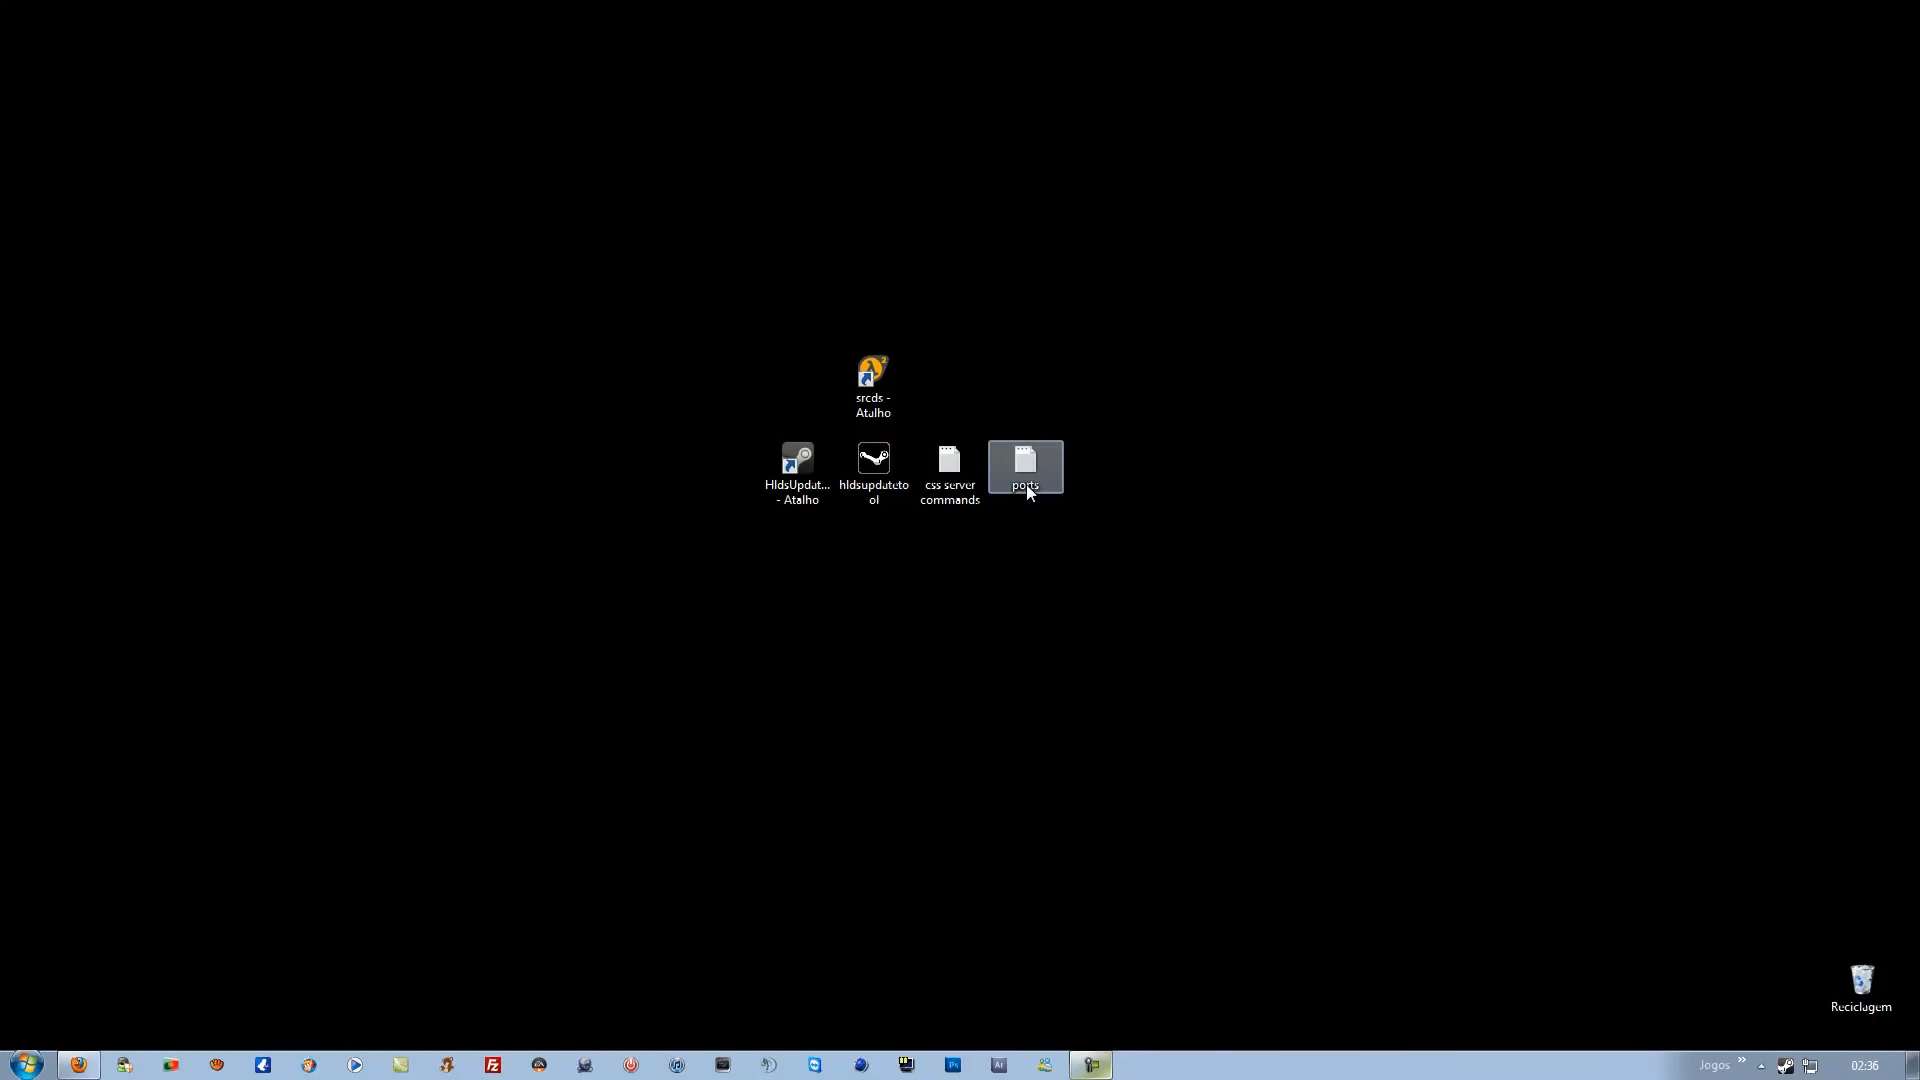 srcds -
Atalho
HldsUpdat...
- Atalho
hldsupdateto
ol
css server
commands
ports
Reciclagem
Jogos
02:36